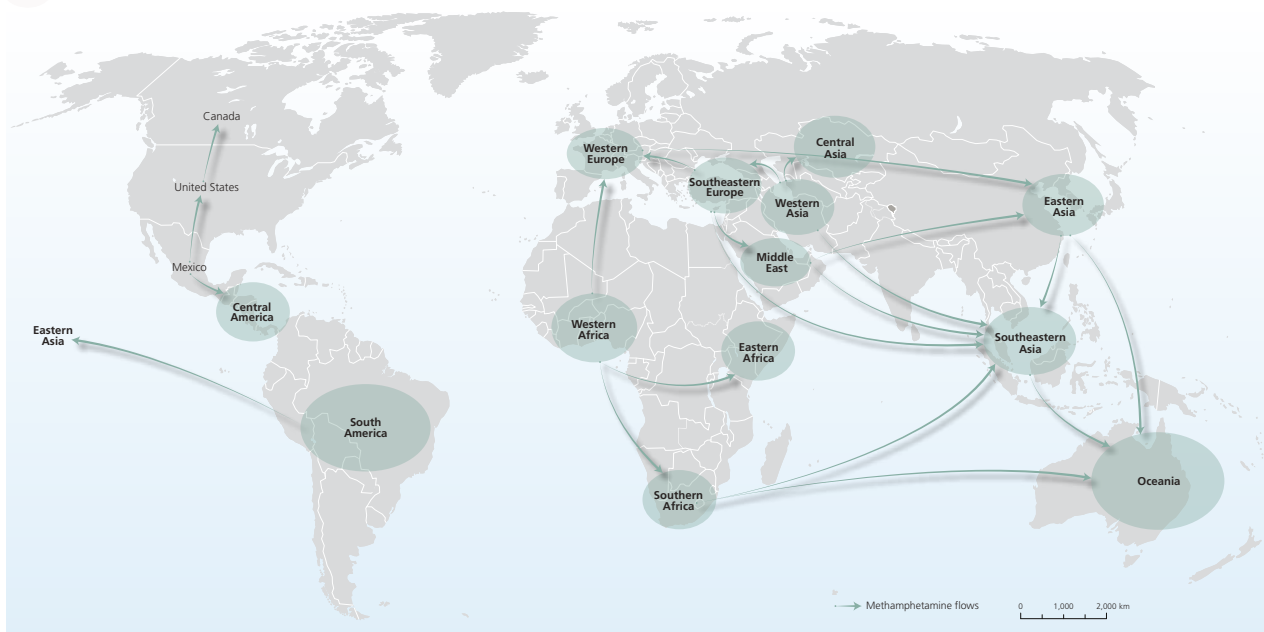 Canada
United States
Mexico
Central
America
Eastern
Asia
South
America
Western
Europe
Southeastern
Europe
Central
Asia
Western
Asia
Middle
East
Eastern
Asia
Western
Africa
Eastern
Africa
Southeastern
Asia
Southern
Africa
Oceania
Methamphetamine flows
0 1,000 2,000 km